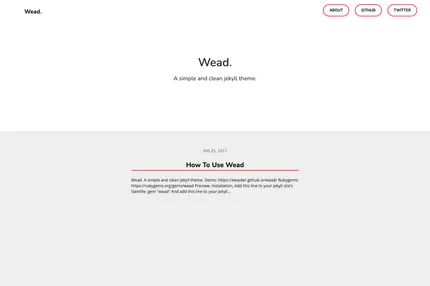 Wead.
ABOUT
GITHUB
TWITTER
Wead.
A simple and clean jekyll theme.
Feb 25, 2017
How To Use Wead
Wead. A simple and clean jekyll theme. Demo: https://kexydev.github.io/wead/ Rubygems:
https://rubygems.org/gems/wead Preview, Installation, Add this line to your Jekyll site's
Gemfile: gem "wead" And add this line to your jekyll...